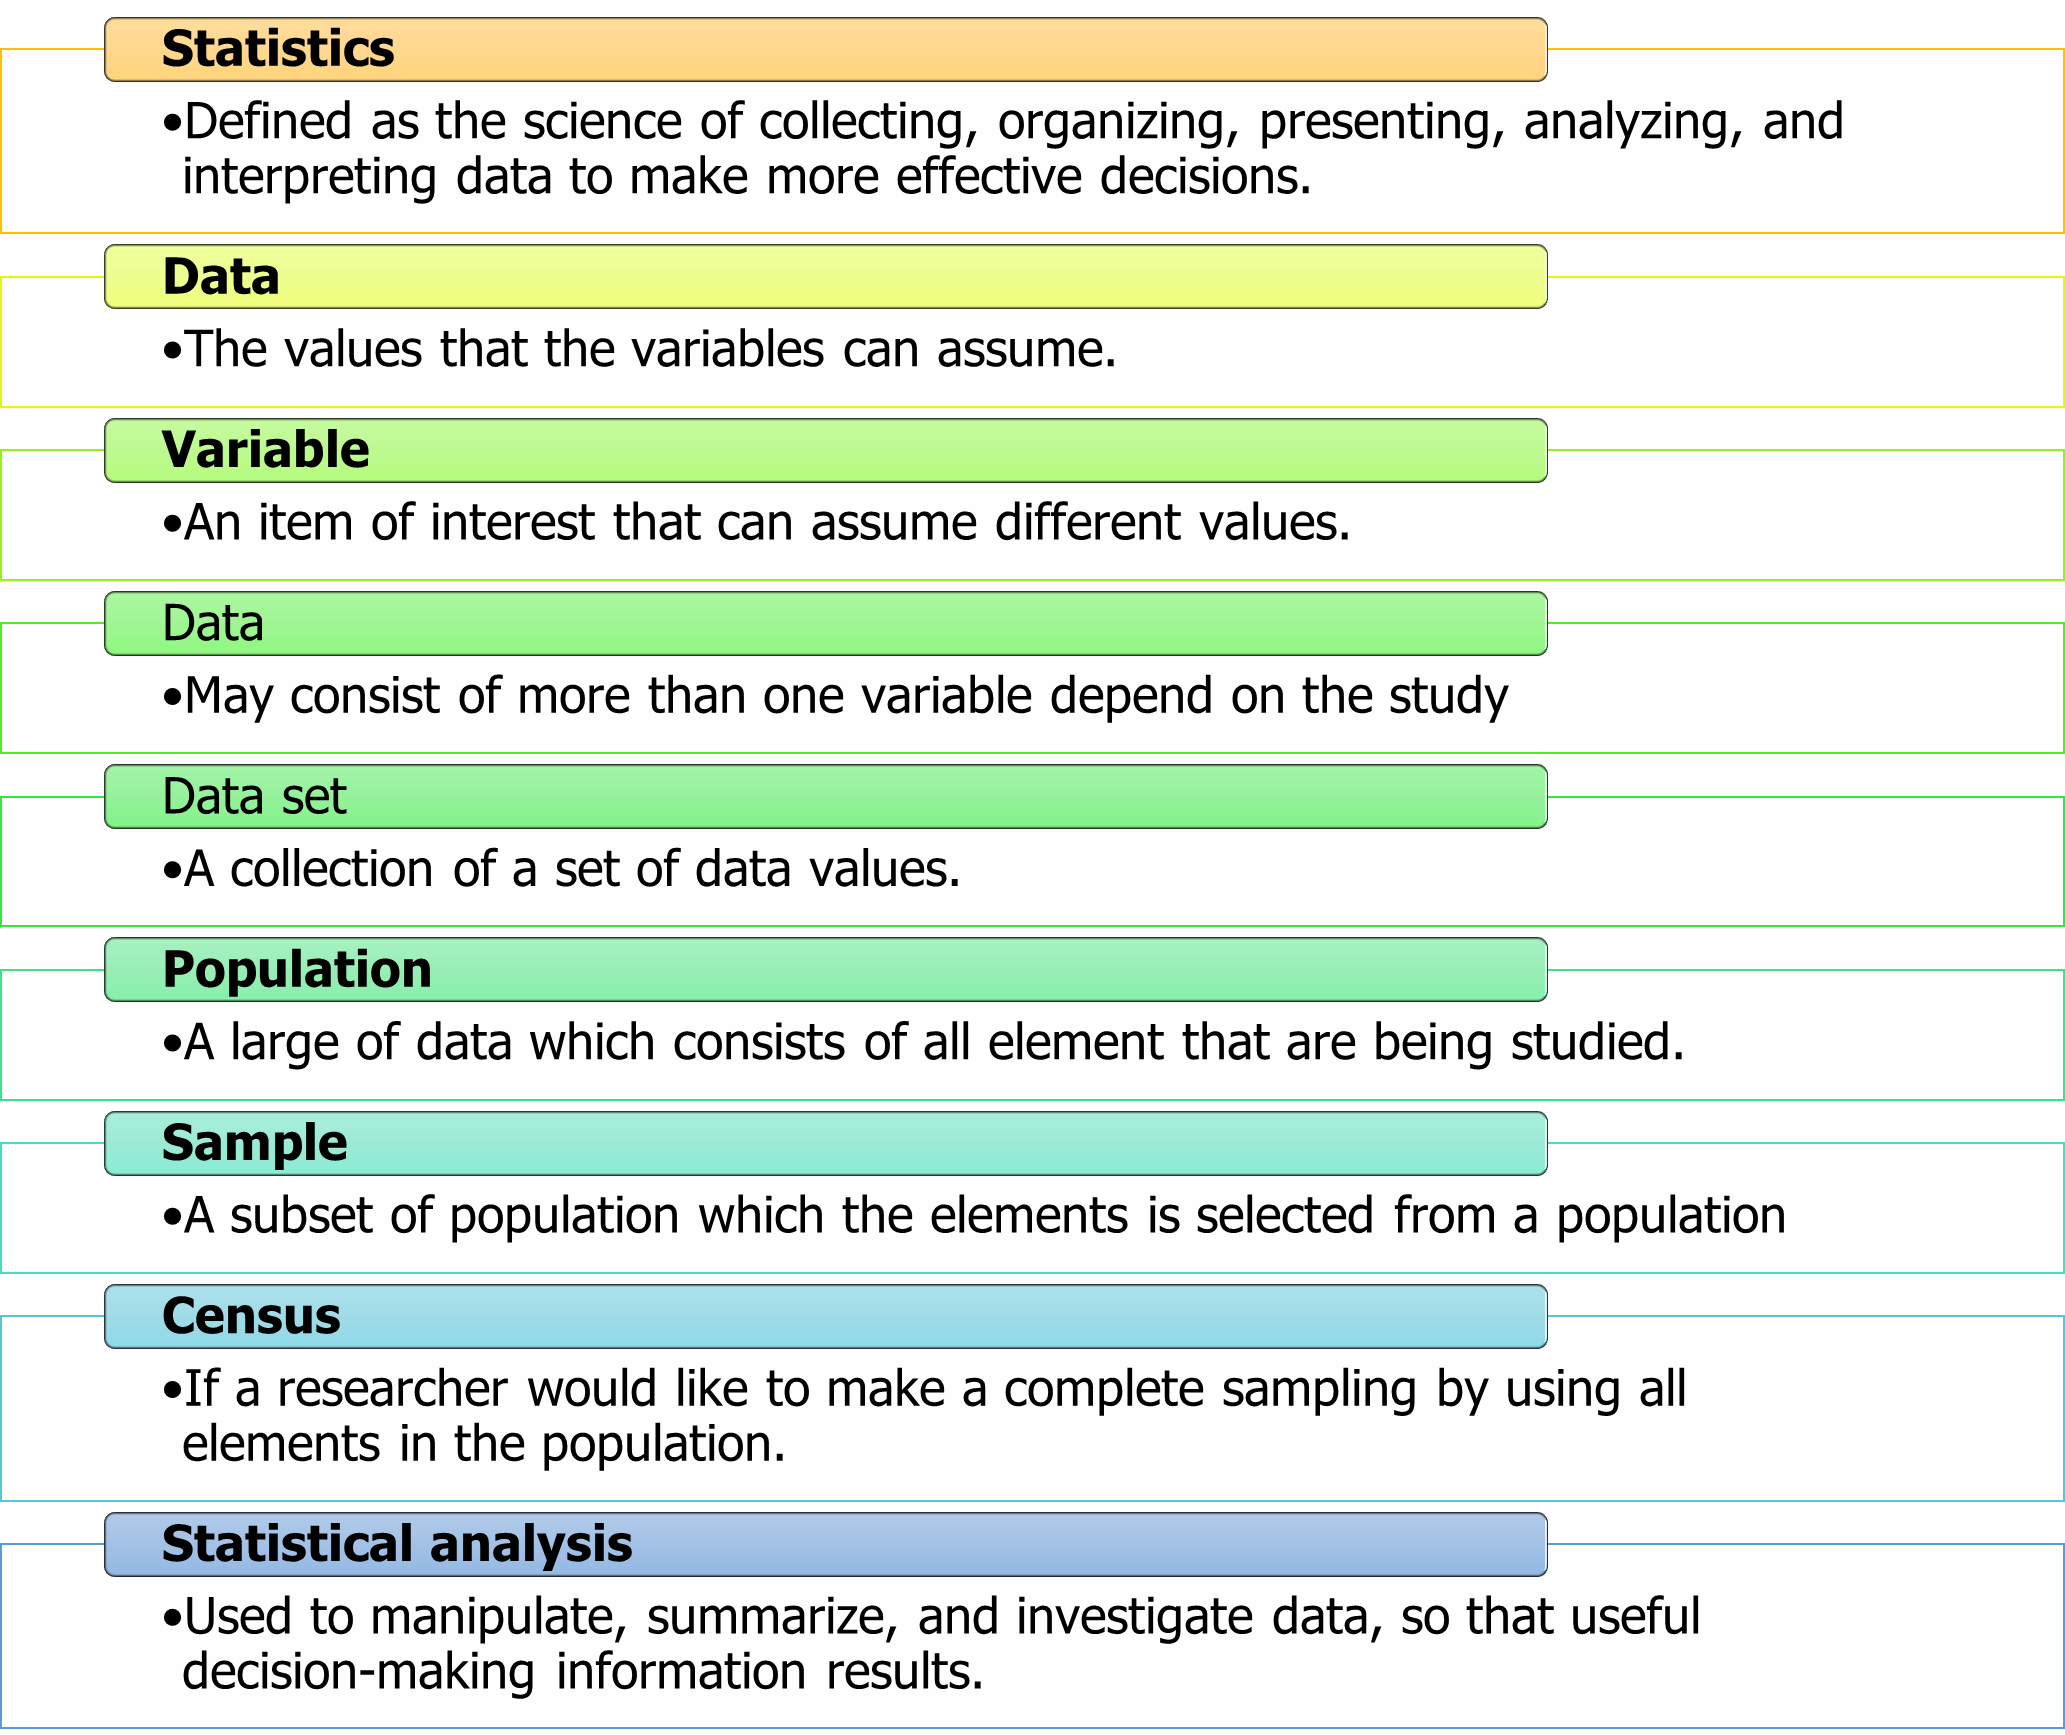 Statistics
•Defined as the science of collecting, organizing, presenting, analyzing, and
interpreting data to make more effective decisions.
Data
•The values that the variables can assume.
Variable
•An item of interest that can assume different values.
Data
•May consist of more than one variable depend on the study
Data set
•A collection of a set of data values.
Population
•A large of data which consists of all element that are being studied.
Sample
•A subset of population which the elements is selected from a population
Census
•If a researcher would like to make a complete sampling by using all
elements in the population.
Statistical analysis
•Used to manipulate, summarize, and investigate data, so that useful
decision-making information results.